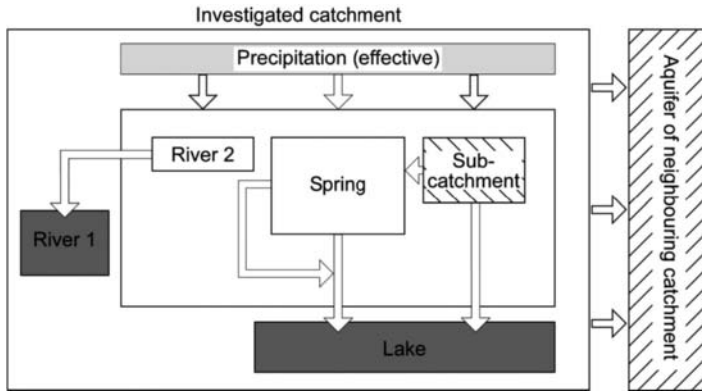 Investigated catchment
Precipitation (effective)
River 2
Spring
Sub-
catchment
River 1
Lake
Aquifer of neighbouring catchment